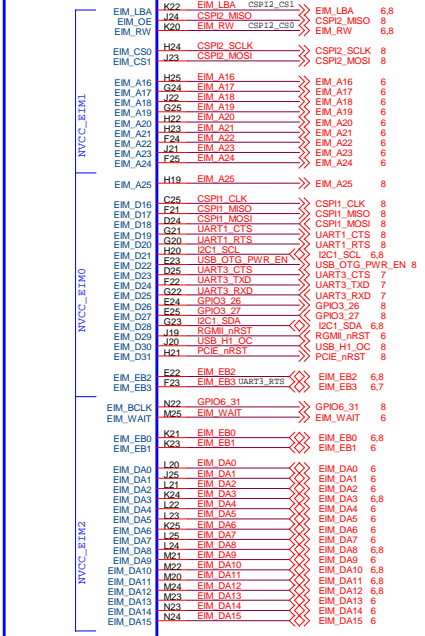 EIM_LBA K22 EIM_LBA CSPI2_CS1 EIM_LBA 6,8
EIM_OE J24 CSPI2_MISO CSPI2_MISO 8
EIM_RW K20 EIM_RW CSPI2_CS0 EIM_RW 6,8
EIM_CS0 H24 CSPI2_SCLK CSPI2_SCLK 8
EIM_CS1 J23 CSPI2_MOSI CSPI2_MOSI 8
NVCC_EIM1
EIM_A16 H25 EIM_A16 EIM_A16 6
EIM_A17 G24 EIM_A17 EIM_A17 6
EIM_A18 J22 EIM_A18 EIM_A18 6
EIM_A19 G25 EIM_A19 EIM_A19 6
EIM_A20 H22 EIM_A20 EIM_A20 6
EIM_A21 H23 EIM_A21 EIM_A21 6
EIM_A22 F24 EIM_A22 EIM_A22 6
EIM_A23 J21 EIM_A23 EIM_A23 6
EIM_A24 F25 EIM_A24 EIM_A24 6
EIM_A25 H19 EIM_A25 EIM_A25 8
NVCC_EIM0
EIM_D16 C25 CSPI1_CLK CSPI1_CLK 8
EIM_D17 F21 CSPI1_MISO CSPI1_MISO 8
EIM_D18 D24 CSPI1_MOSI CSPI1_MOSI 8
EIM_D19 G21 UART1_CTS UART1_CTS 8
EIM_D20 G20 UART1_RTS UART1_RTS 8
EIM_D21 H20 I2C1_SCL I2C1_SCL 6,8
EIM_D22 E23 USB_OTG_PWR_EN USB_OTG_PWR_EN 8
EIM_D23 D25 UART3_CTS UART3_CTS 7
EIM_D24 F22 UART3_TXD UART3_TXD 7
EIM_D25 G22 UART3_RXD UART3_RXD 7
EIM_D26 E24 GPIO3_26 GPIO3_26 8
EIM_D27 E25 GPIO3_27 GPIO3_27 8
EIM_D28 G23 I2C1_SDA I2C1_SDA 6,8
EIM_D29 J19 RGMII_nRST RGMII_nRST 6
EIM_D30 J20 USB_H1_OC USB_H1_OC 8
EIM_D31 H21 PCIE_nRST PCIE_nRST 8
EIM_EB2 E22 EIM_EB2 EIM_EB2 6,8
EIM_EB3 F23 EIM_EB3 UART3_RTS EIM_EB3 6,7
EIM_BCLK N22 GPIO6_31 GPIO6_31 8
EIM_WAIT M25 EIM_WAIT EIM_WAIT 6
EIM_EB0 K21 EIM_EB0 EIM_EB0 6,8
EIM_EB1 K23 EIM_EB1 EIM_EB1 6
NVCC_EIM2
EIM_DA0 L20 EIM_DA0 EIM_DA0 6
EIM_DA1 J25 EIM_DA1 EIM_DA1 6
EIM_DA2 L21 EIM_DA2 EIM_DA2 6
EIM_DA3 K24 EIM_DA3 EIM_DA3 6,8
EIM_DA4 L22 EIM_DA4 EIM_DA4 6
EIM_DA5 L23 EIM_DA5 EIM_DA5 6
EIM_DA6 K25 EIM_DA6 EIM_DA6 6
EIM_DA7 L25 EIM_DA7 EIM_DA7 6
EIM_DA8 L24 EIM_DA8 EIM_DA8 6,8
EIM_DA9 M21 EIM_DA9 EIM_DA9 6
EIM_DA10 M22 EIM_DA10 EIM_DA10 6,8
EIM_DA11 M20 EIM_DA11 EIM_DA11 6,8
EIM_DA12 M24 EIM_DA12 EIM_DA12 6,8
EIM_DA13 M23 EIM_DA13 EIM_DA13 6
EIM_DA14 N23 EIM_DA14 EIM_DA14 6
EIM_DA15 N24 EIM_DA15 EIM_DA15 6